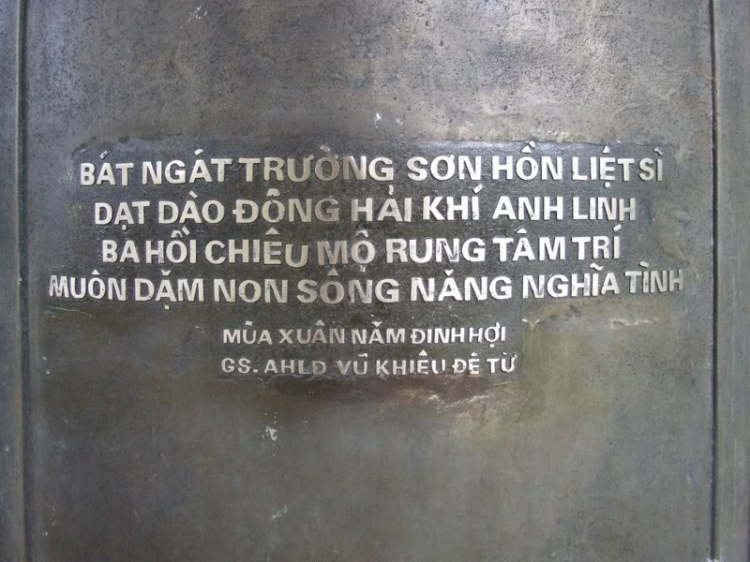 BÁT NGÁT TRƯỜNG SƠN HỒN LIỆT SĨ
DẠT DÀO ĐÔNG HẢI KHÍ ANH LINH
BA HỒI CHIÊU MỘ RUNG TÂM TRÍ
MUÔN DẶM NON SÔNG NẶNG NGHĨA TÌNH
MÙA XUÂN NĂM ĐINH HỢI
GS. AHLĐ VŨ KHIÊU ĐỀ TỪ